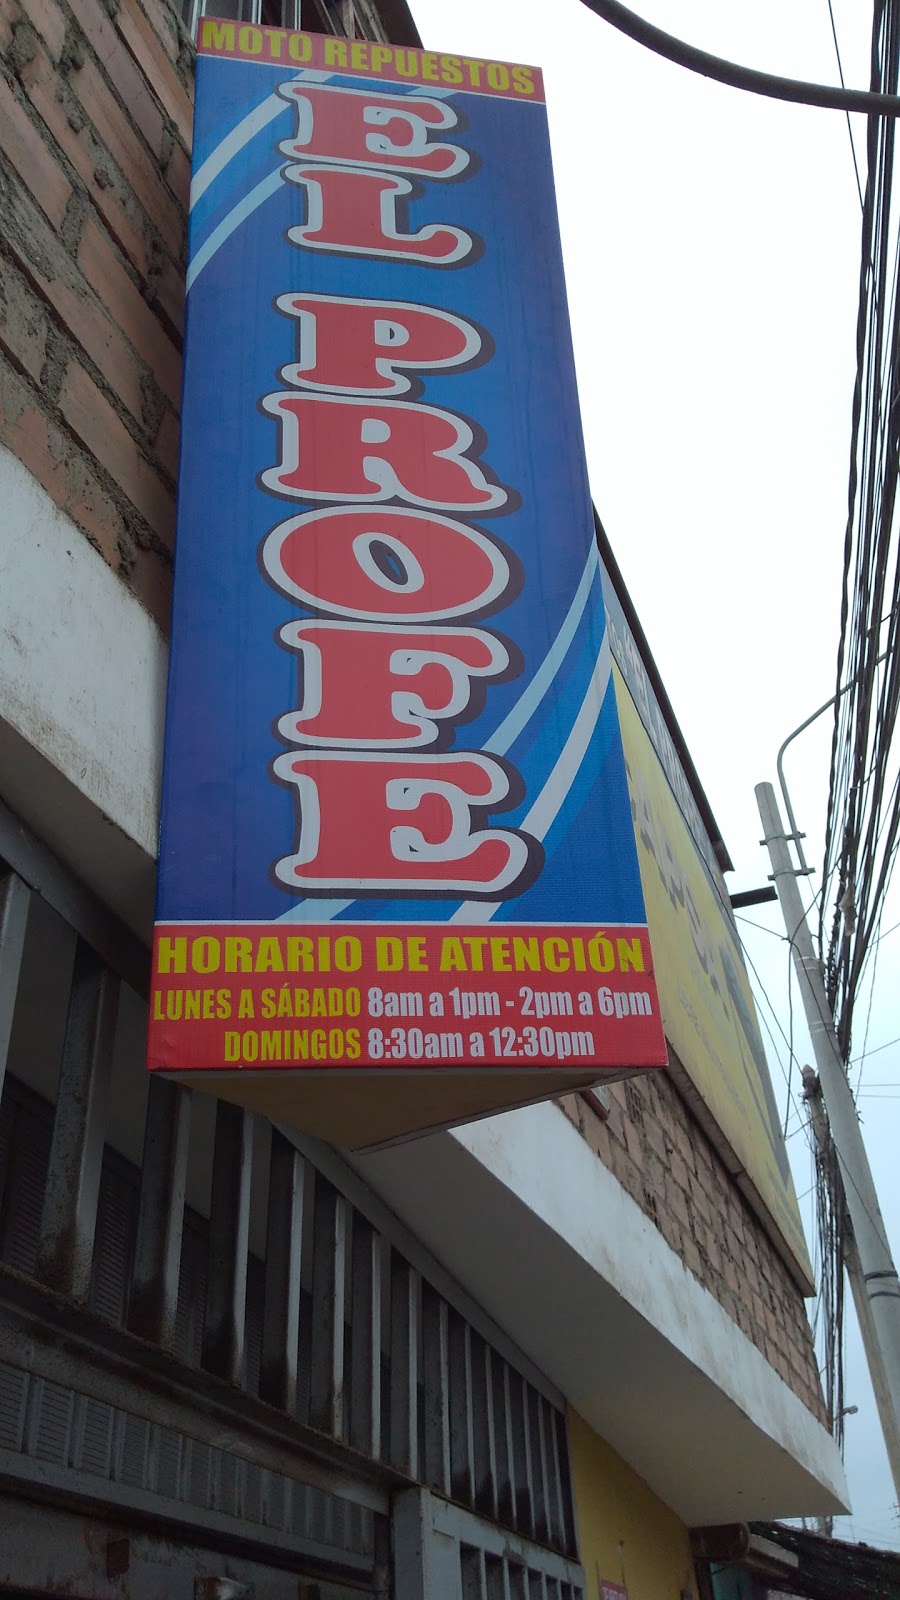 MOTO REPUESTOS
EL PROFE
HORARIO DE ATENCIÓN
LUNES A SÁBADO 8am a 1pm - 2pm a 6pm
DOMINGOS 8:30am a 12:30pm